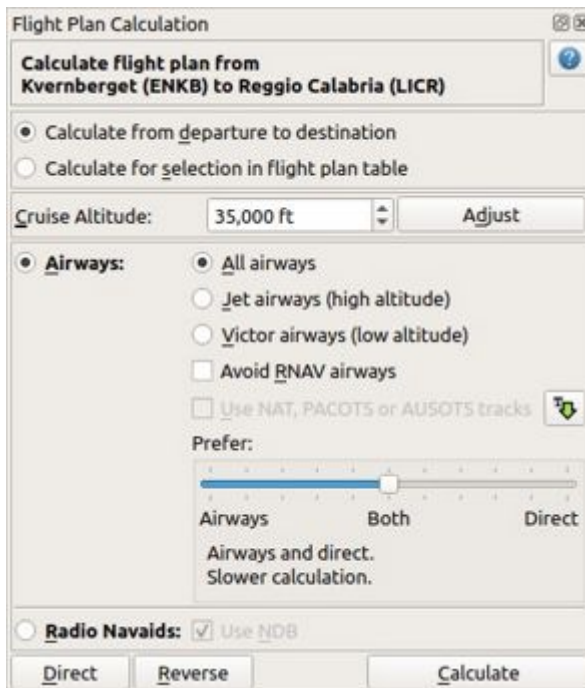 Flight Plan Calculation
Calculate flight plan from
Kvernberget (ENKB) to Reggio Calabria (LICR)
Calculate from departure to destination
Calculate for selection in flight plan table
Cruise Altitude: 35,000 ft Adjust
Airways: All airways
Jet airways (high altitude)
Victor airways (low altitude)
Avoid RNAV airways
Use NAT, PACOTS or AUSOTS tracks
Prefer:
Airways Both Direct
Airways and direct.
Slower calculation.
Radio Navaids: Use NDB
Direct Reverse Calculate